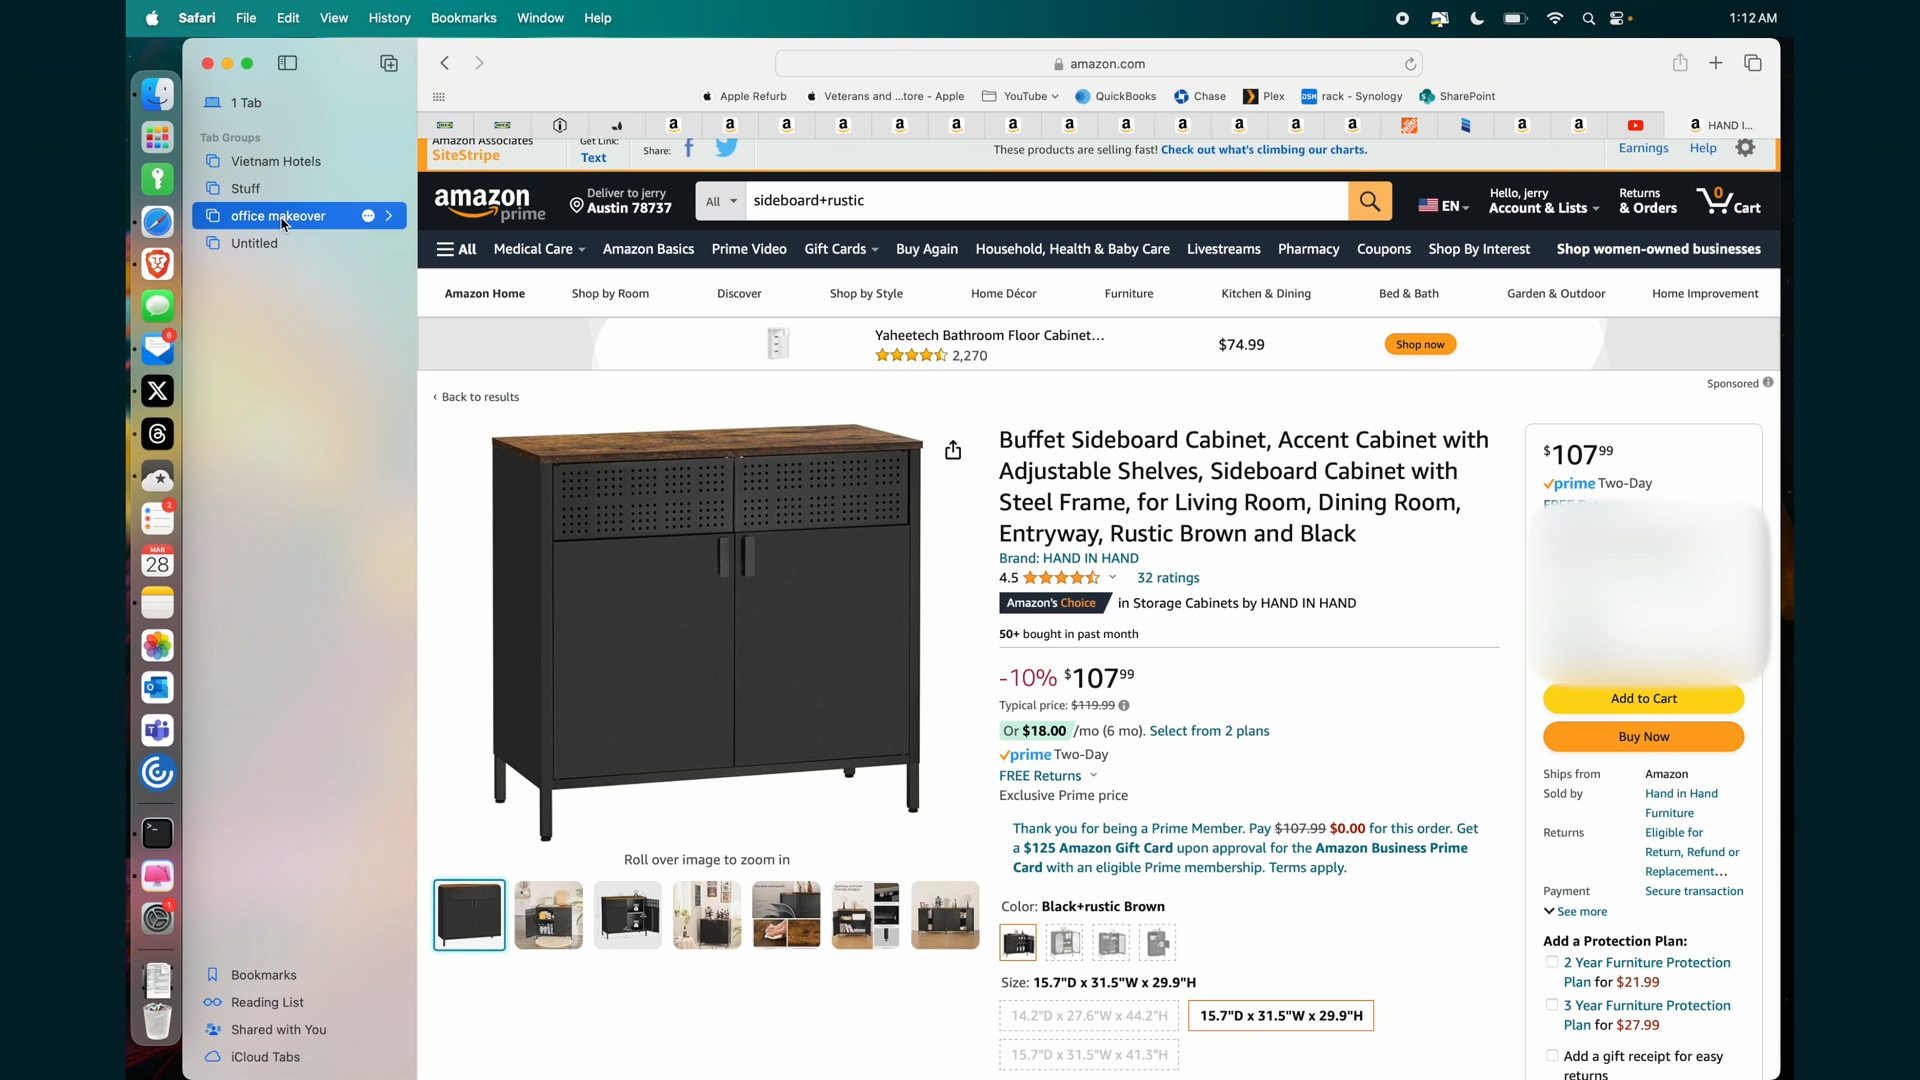 Safari File Edit View History Bookmarks Window Help
1:12 AM
1 Tab
Tab Groups
Vietnam Hotels
Stuff
office makeover
Untitled
Bookmarks
Reading List
Shared with You
iCloud Tabs
6
2
MAR
28
1
amazon.com
Apple Refurb Veterans and ...tore - Apple YouTube QuickBooks Chase Plex DSM rack - Synology SharePoint
HAND I...
Amazon Associates
SiteStripe
Get Link:
Text
Share:
These products are selling fast! Check out what's climbing our charts.
Earnings Help
amazon
prime
Deliver to jerry
Austin 78737
All sideboard+rustic
EN
Hello, jerry
Account & Lists
Returns
& Orders
0
Cart
All Medical Care Amazon Basics Prime Video Gift Cards Buy Again Household, Health & Baby Care Livestreams Pharmacy Coupons Shop By Interest Shop women-owned businesses
Amazon Home Shop by Room Discover Shop by Style Home Décor Furniture Kitchen & Dining Bed & Bath Garden & Outdoor Home Improvement
Yaheetech Bathroom Floor Cabinet...
2,270
$74.99
Shop now
Sponsored
‹ Back to results
Roll over image to zoom in
Buffet Sideboard Cabinet, Accent Cabinet with
Adjustable Shelves, Sideboard Cabinet with
Steel Frame, for Living Room, Dining Room,
Entryway, Rustic Brown and Black
Brand: HAND IN HAND
4.5 32 ratings
Amazon's Choice in Storage Cabinets by HAND IN HAND
50+ bought in past month
-10% $107 99
Typical price: $119.99
Or $18.00 /mo (6 mo). Select from 2 plans
prime Two-Day
FREE Returns
Exclusive Prime price
Thank you for being a Prime Member. Pay $107.99 $0.00 for this order. Get
a $125 Amazon Gift Card upon approval for the Amazon Business Prime
Card with an eligible Prime membership. Terms apply.
Color: Black+rustic Brown
Size: 15.7"D x 31.5"W x 29.9"H
14.2"D x 27.6"W x 44.2"H
15.7"D x 31.5"W x 29.9"H
15.7"D x 31.5"W x 41.3"H
$107 99
prime Two-Day
Add to Cart
Buy Now
Ships from Amazon
Sold by Hand in Hand
Furniture
Returns Eligible for
Return, Refund or
Replacement...
Payment Secure transaction
See more
Add a Protection Plan:
2 Year Furniture Protection
Plan for $21.99
3 Year Furniture Protection
Plan for $27.99
Add a gift receipt for easy
returns